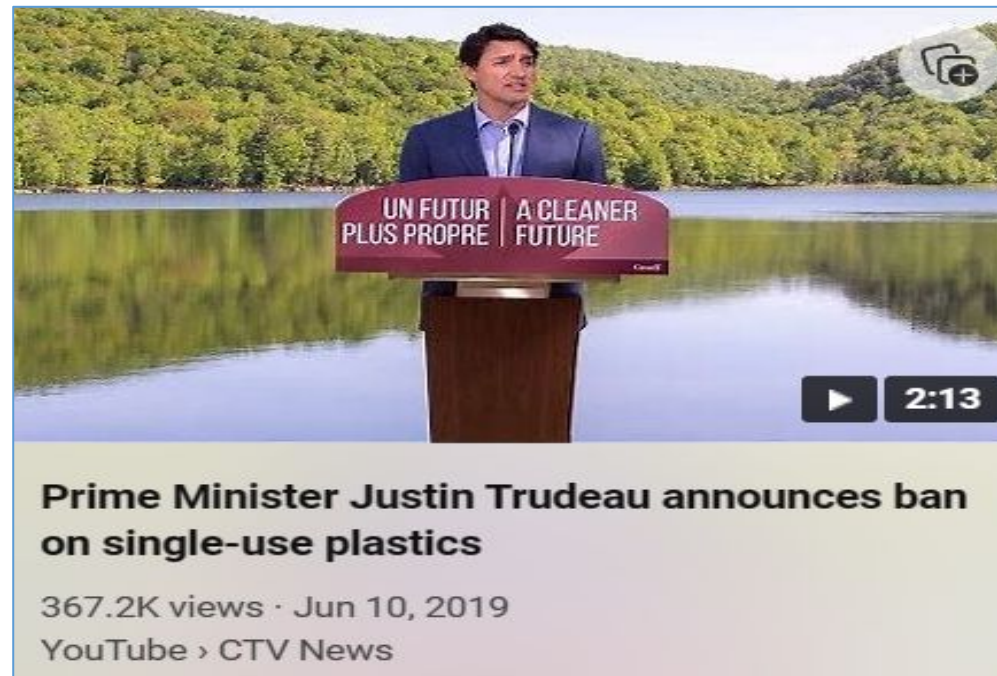 UN FUTUR
PLUS PROPRE
A CLEANER
FUTURE
Canada
2:13
Prime Minister Justin Trudeau announces ban
on single-use plastics
367.2K views · Jun 10, 2019
YouTube › CTV News